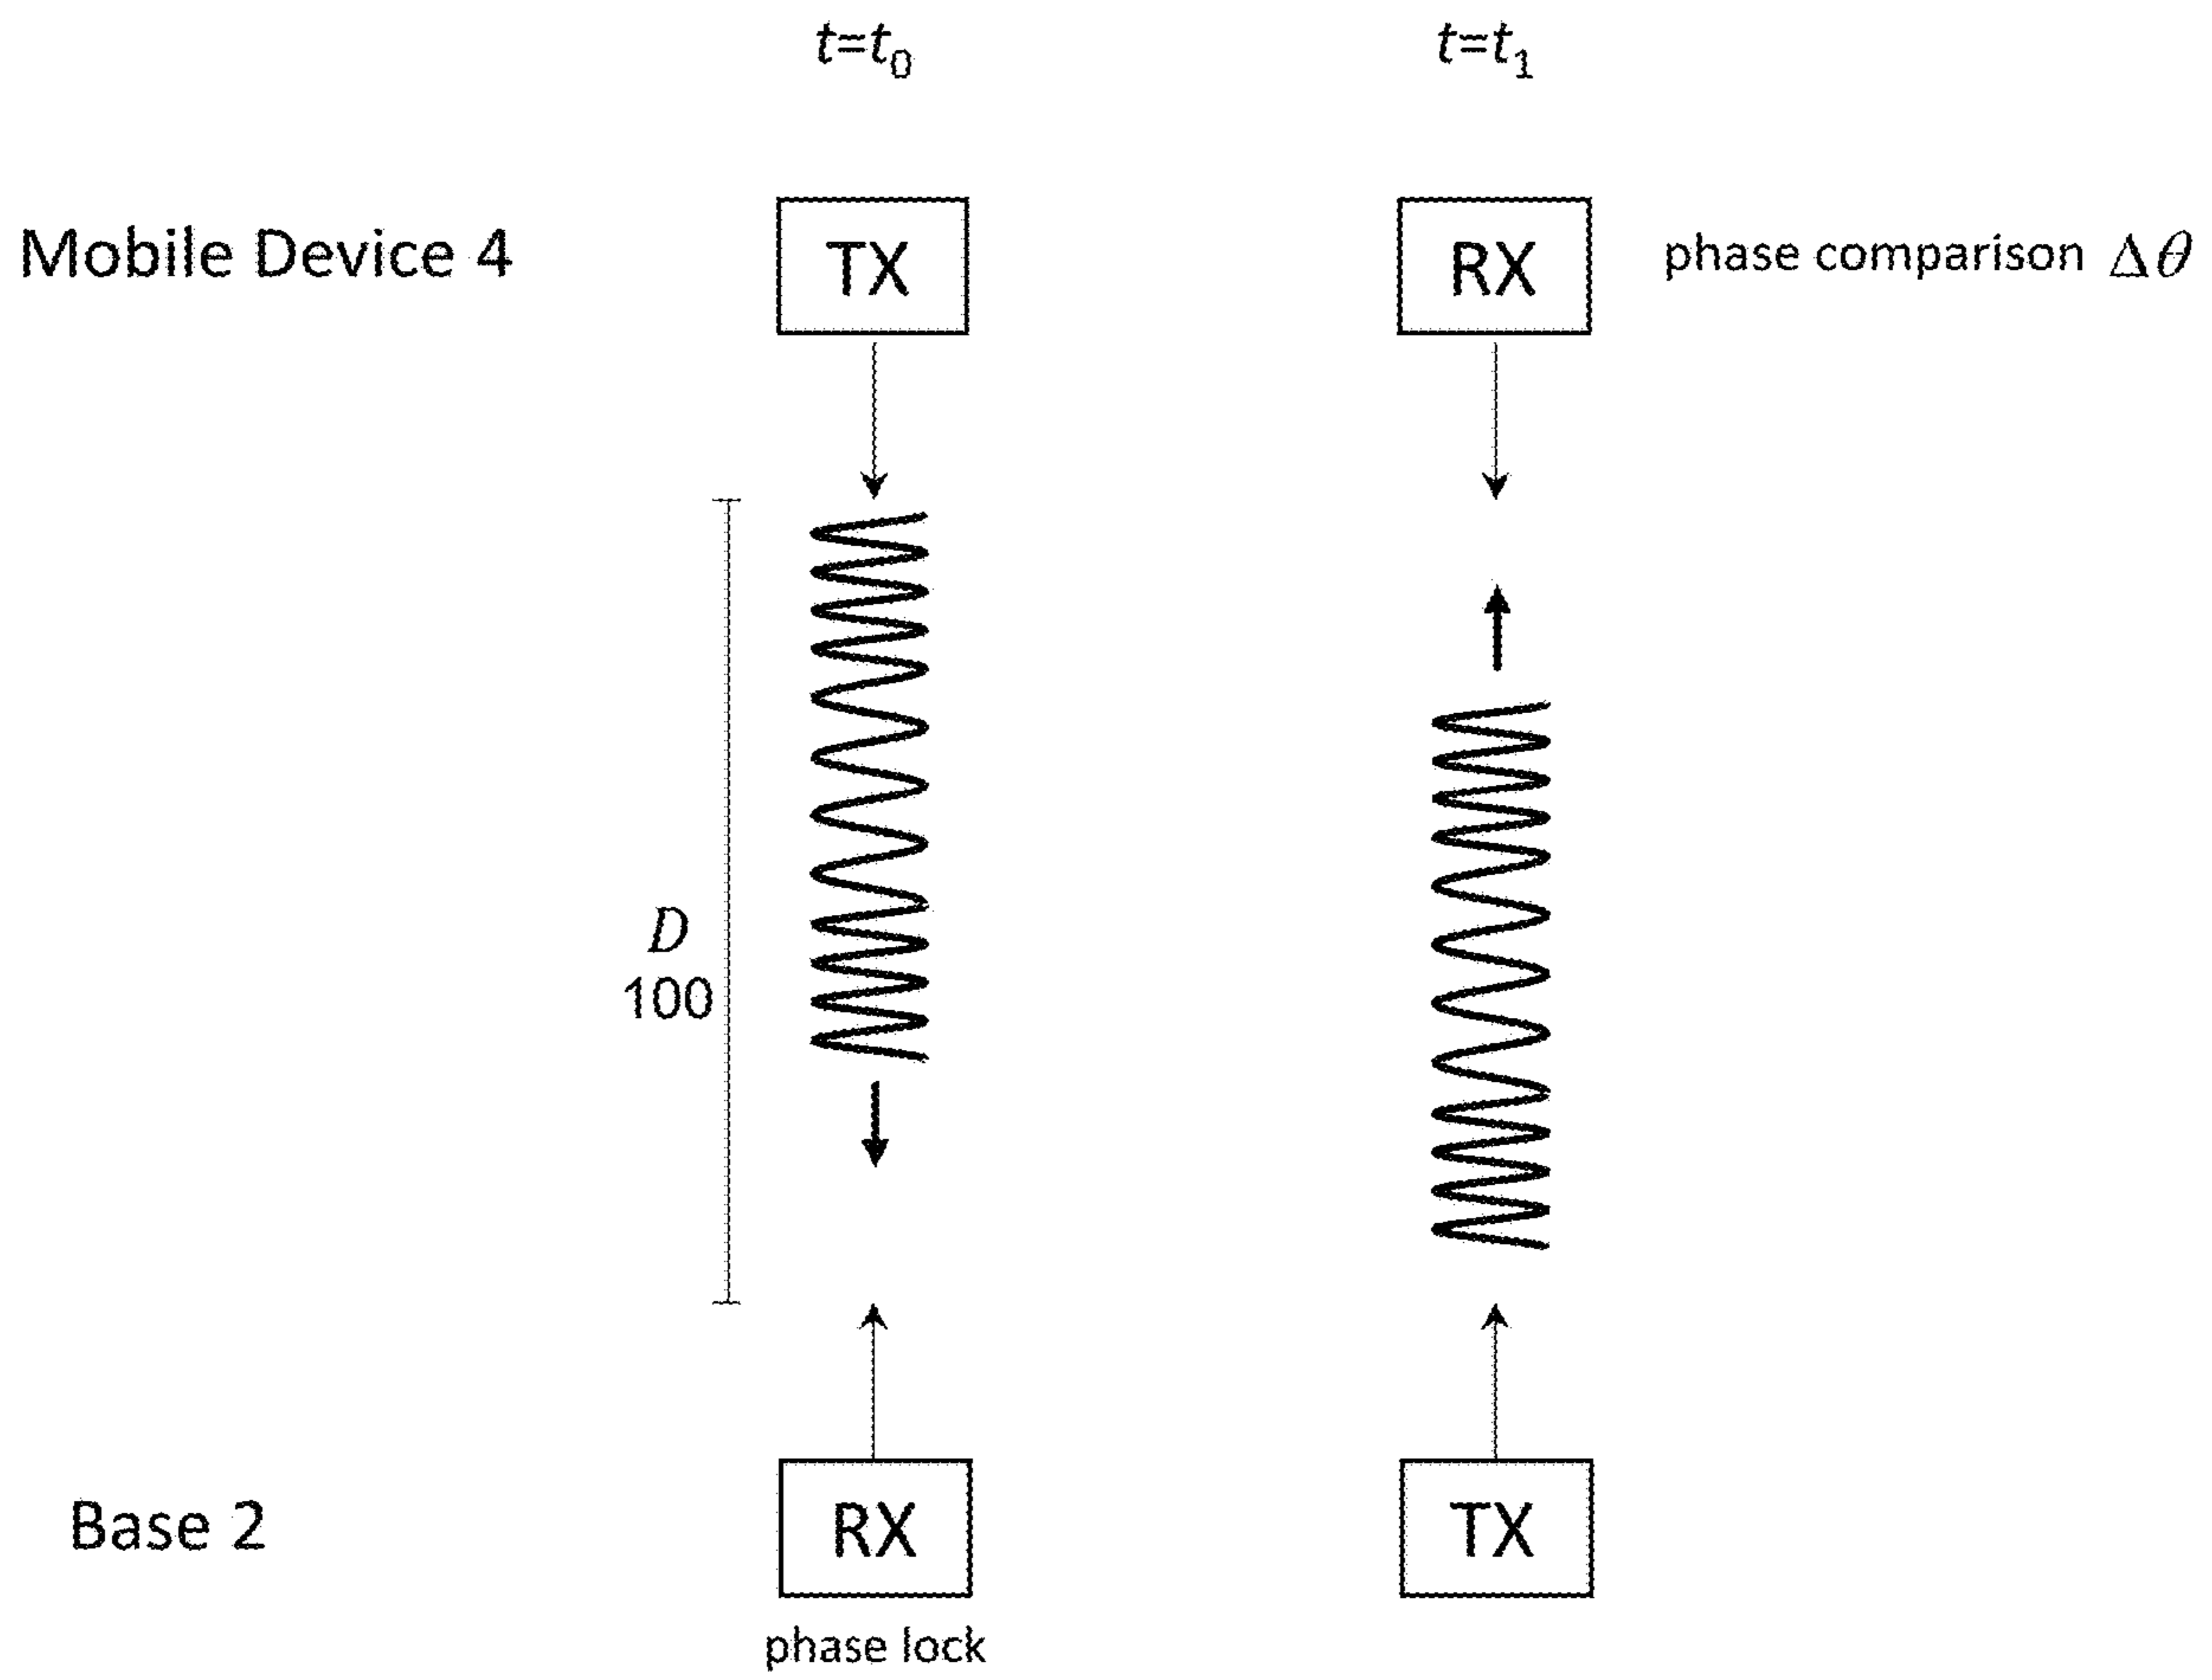 t=t₀
t=t₁
Mobile Device 4
TX
RX
phase comparison Δθ
D
100
Base 2
RX
TX
phase lock